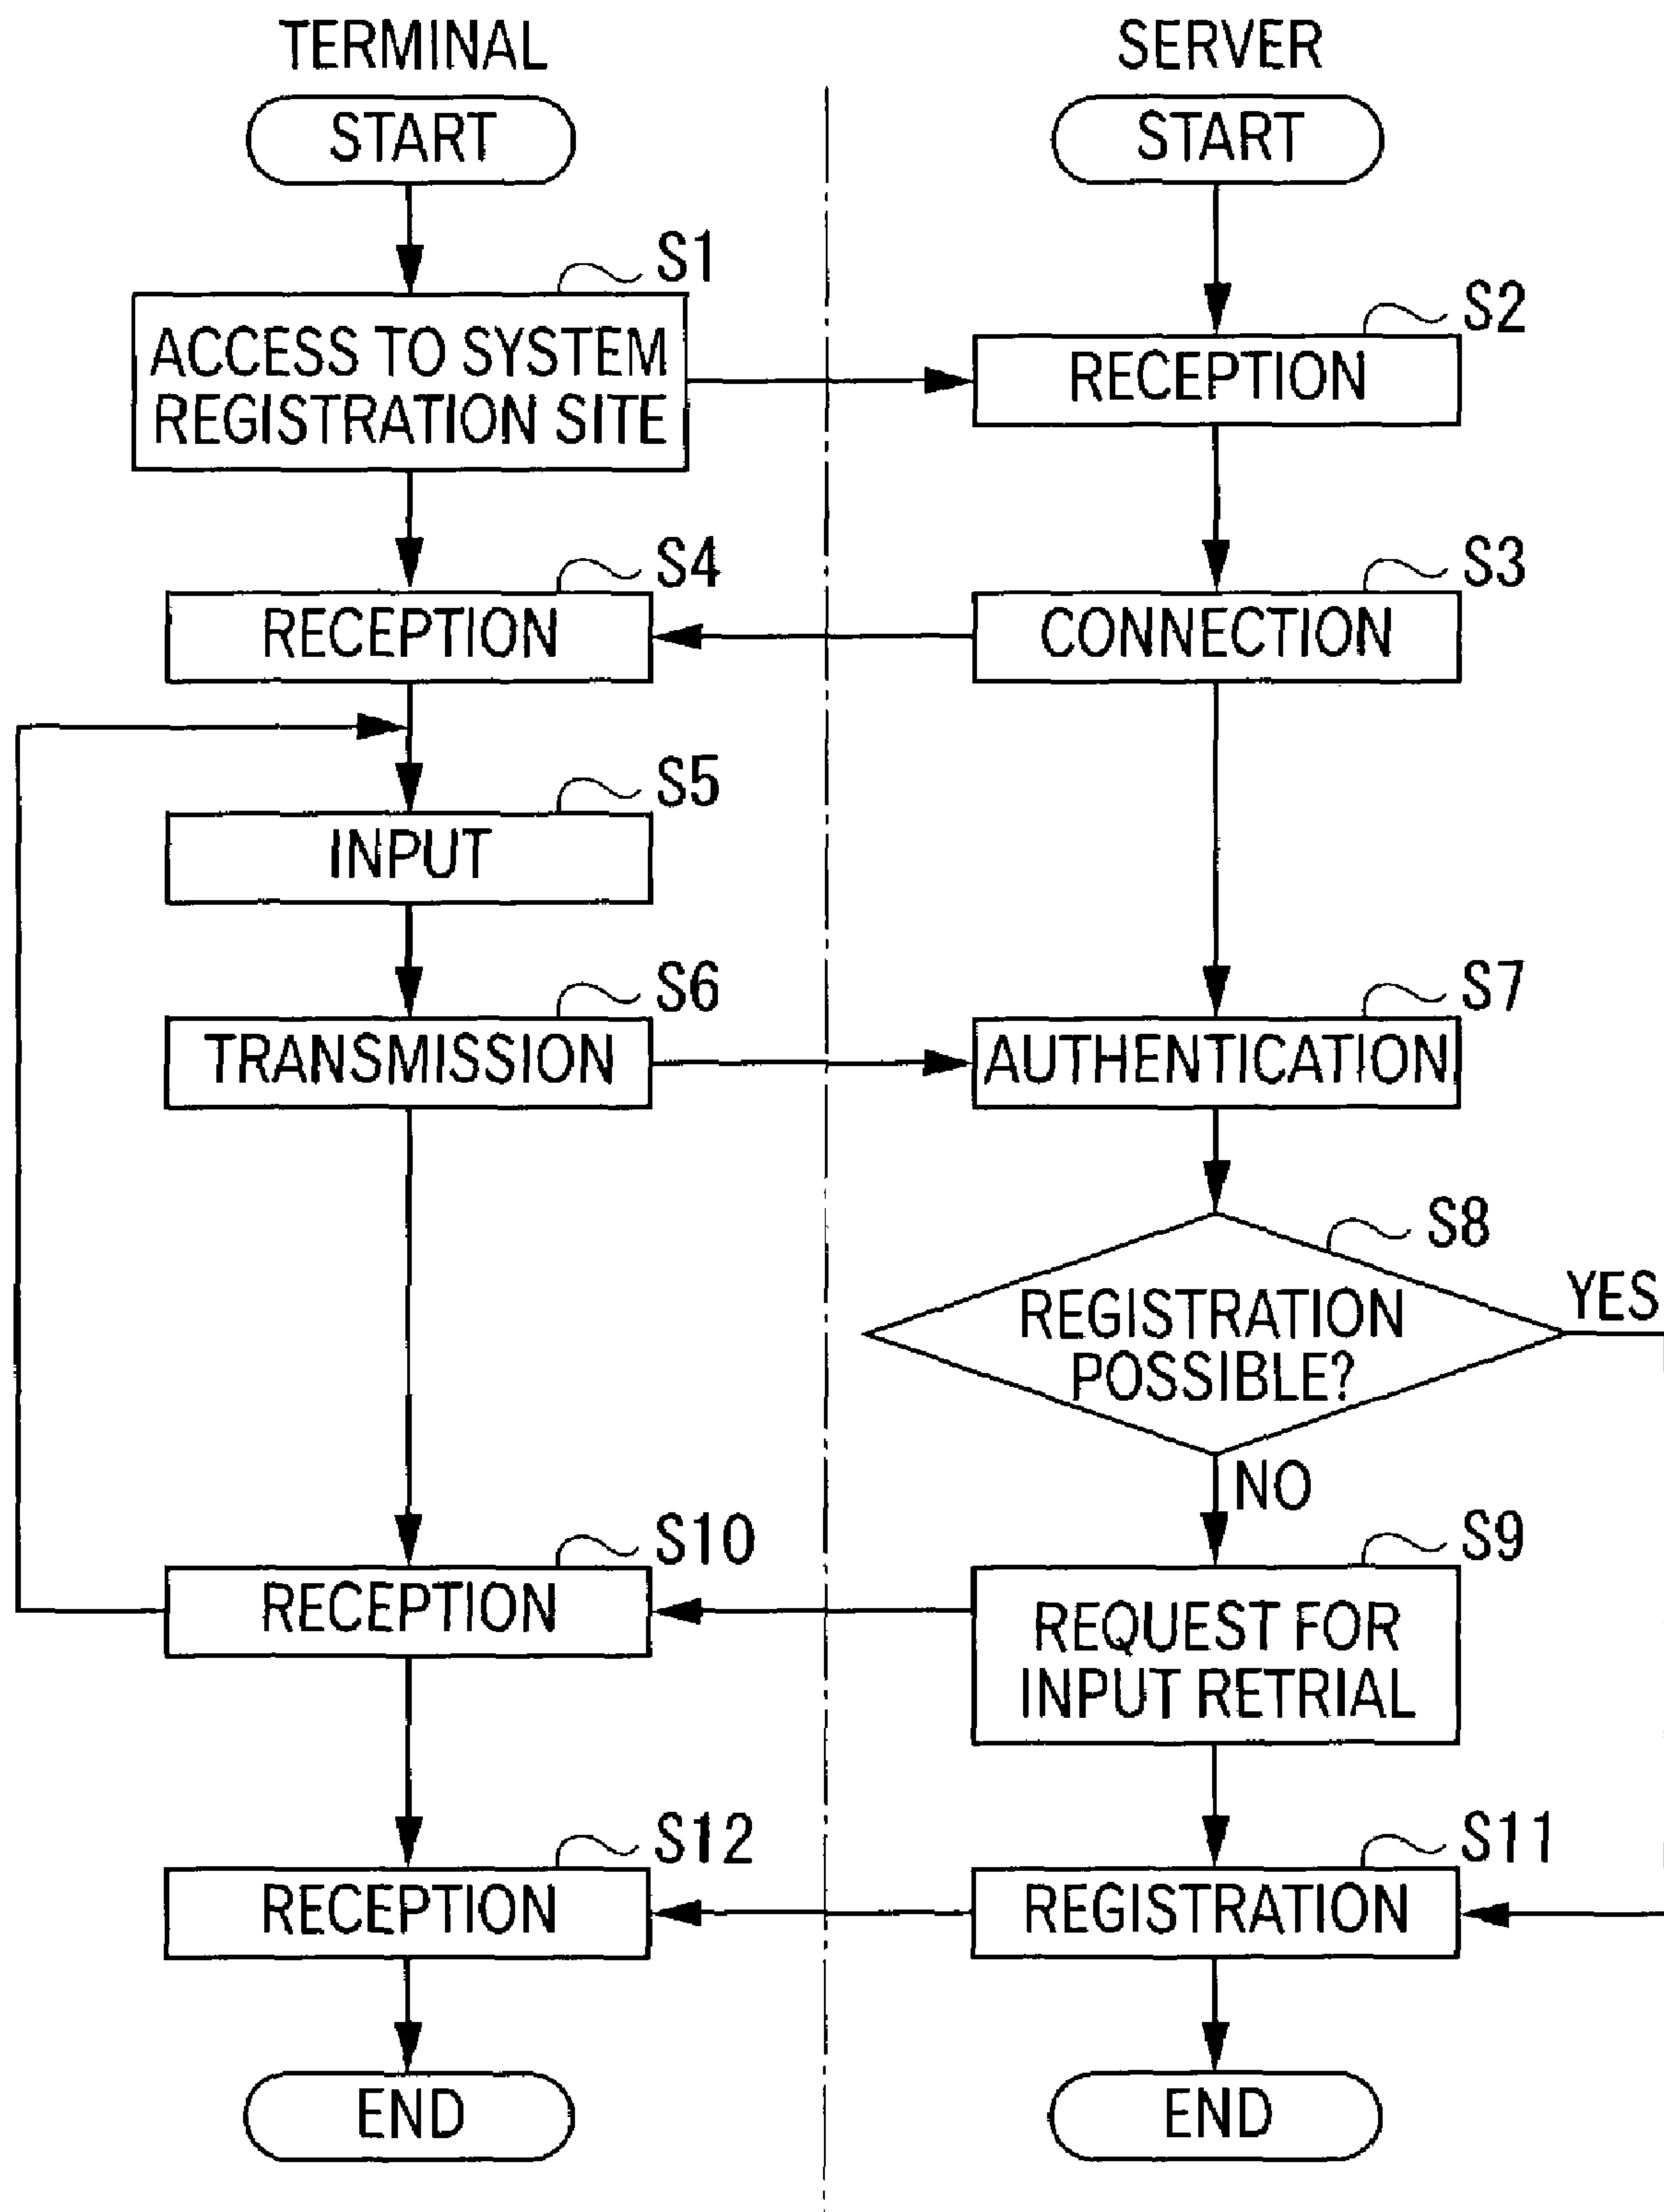 TERMINAL
SERVER
START
START
S1
ACCESS TO SYSTEM
REGISTRATION SITE
S2
RECEPTION
S4
RECEPTION
S3
CONNECTION
S5
INPUT
S6
TRANSMISSION
S7
AUTHENTICATION
S8
REGISTRATION
POSSIBLE?
YES
NO
S10
RECEPTION
S9
REQUEST FOR
INPUT RETRIAL
S12
RECEPTION
S11
REGISTRATION
END
END